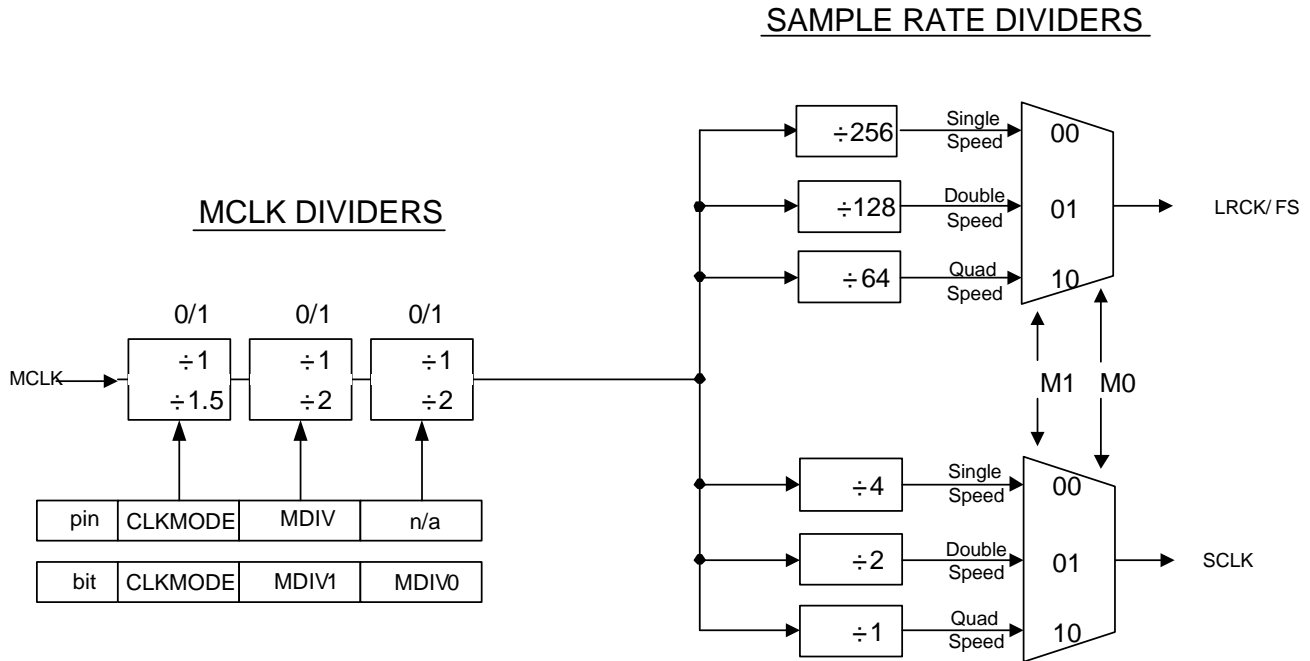 SAMPLE RATE DIVIDERS
÷256
Single
Speed
00
÷128
Double
Speed
01
LRCK/ FS
÷64
Quad
Speed
10
MCLK DIVIDERS
0/1 0/1 0/1
÷1 ÷1 ÷1
MCLK
÷1.5 ÷2 ÷2
M1 M0
pin CLKMODE MDIV n/a
bit CLKMODE MDIV1 MDIV0
÷4
Single
Speed
00
÷2
Double
Speed
01
SCLK
÷1
Quad
Speed
10